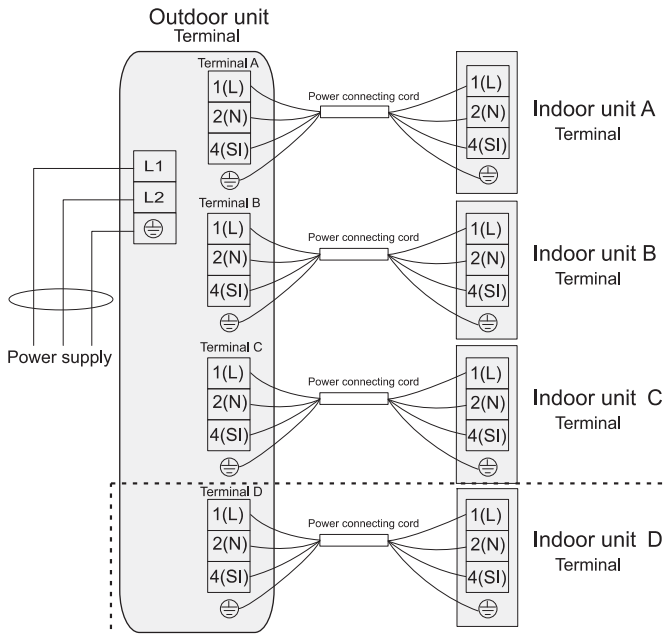 Outdoor unit
Terminal
Terminal A
1(L)
2(N)
4(SI)
Power connecting cord
1(L)
2(N)
4(SI)
Indoor unit A
Terminal
L1
L2
Power supply
Terminal B
1(L)
2(N)
4(SI)
Power connecting cord
1(L)
2(N)
4(SI)
Indoor unit B
Terminal
Terminal C
1(L)
2(N)
4(SI)
Power connecting cord
1(L)
2(N)
4(SI)
Indoor unit C
Terminal
Terminal D
1(L)
2(N)
4(SI)
Power connecting cord
1(L)
2(N)
4(SI)
Indoor unit D
Terminal